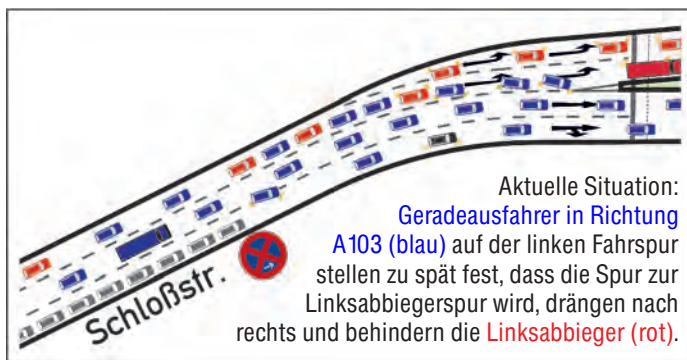 Schloßstr.
Aktuelle Situation:
Geradeausfahrer in Richtung
A103 (blau) auf der linken Fahrspur
stellen zu spät fest, dass die Spur zur
Linksabbiegerspur wird, drängen nach
rechts und behindern die Linksabbieger (rot).